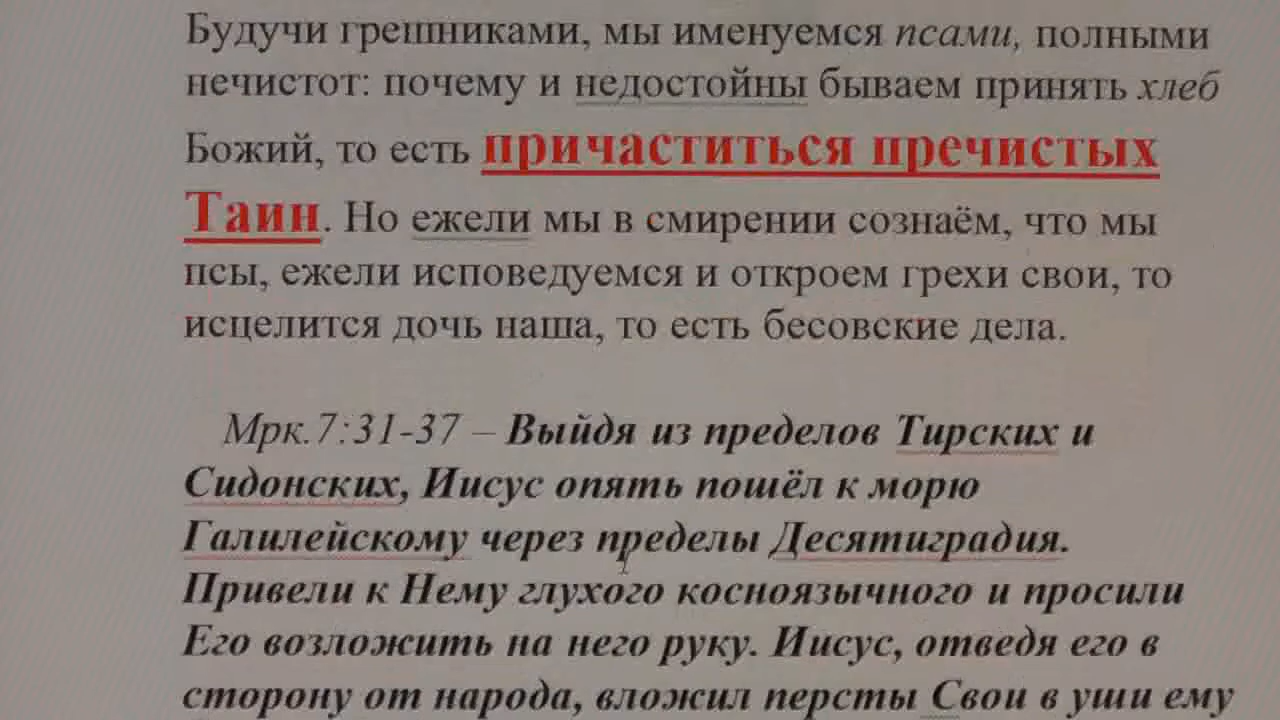 Будучи грешниками, мы именуемся псами, полными
нечистот: почему и недостойны бываем принять хлеб
Божий, то есть причаститься пречистых
Таин. Но ежели мы в смирении сознаём, что мы
псы, ежели исповедуемся и откроем грехи свои, то
исцелится дочь наша, то есть бесовские дела.
Мрк.7:31-37 – Выйдя из пределов Тирских и
Сидонских, Иисус опять пошёл к морю
Галилейскому через пределы Десятиградия.
Привели к Нему глухого косноязычного и просили
Его возложить на него руку. Иисус, отведя его в
сторону от народа, вложил персты Свои в уши ему